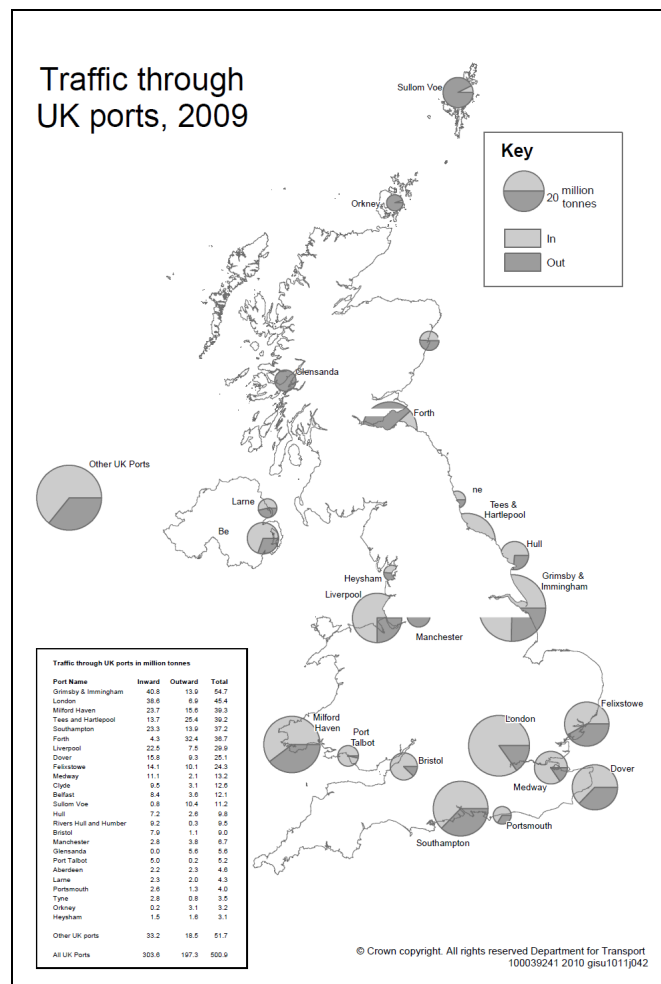 Traffic through
UK ports, 2009
Sullom Voe
Key
20 million
tonnes
In
Out
Orkney
Glensanda
Forth
Other UK Ports
ne
Larne
Tees &
Hartlepool
Be
Hull
Heysham
Grimsby &
Immingham
Liverpool
Manchester
Felixstowe
Milford
Haven
London
Port
Talbot
Bristol
Dover
Medway
Portsmouth
Southampton
Traffic through UK ports in million tonnes
Port Name Inward Outward Total
Grimsby & Immingham 40.8 13.9 54.7
London 38.6 6.9 45.4
Milford Haven 23.7 15.6 39.3
Tees and Hartlepool 13.7 25.4 39.2
Southampton 23.3 13.9 37.2
Forth 4.3 32.4 36.7
Liverpool 22.5 7.5 29.9
Dover 15.8 9.3 25.1
Felixstowe 14.1 10.1 24.3
Medway 11.1 2.1 13.2
Clyde 9.5 3.1 12.6
Belfast 8.4 3.6 12.1
Sullom Voe 0.8 10.4 11.2
Hull 7.2 2.6 9.8
Rivers Hull and Humber 9.2 0.3 9.5
Bristol 7.9 1.1 9.0
Manchester 2.8 3.8 6.7
Glensanda 0.0 5.6 5.6
Port Talbot 5.0 0.2 5.2
Aberdeen 2.2 2.3 4.6
Larne 2.3 2.0 4.3
Portsmouth 2.6 1.3 4.0
Tyne 2.8 0.8 3.5
Orkney 0.2 3.1 3.2
Heysham 1.5 1.6 3.1
Other UK ports 33.2 18.5 51.7
All UK Ports 303.6 197.3 500.9
© Crown copyright. All rights reserved Department for Transport
100039241 2010 gisu1011j042